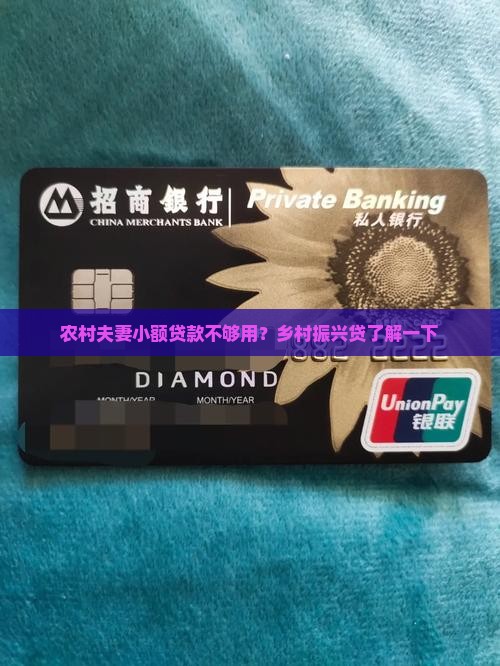 招商銀行
CHINA MERCHANTS BANK
Private Banking
私人银行
农村夫妻小额贷款不够用？乡村振兴贷了解一下
2222
DIAMOND
MONTH/YEAR MONTH/YEAR
UnionPay
银联